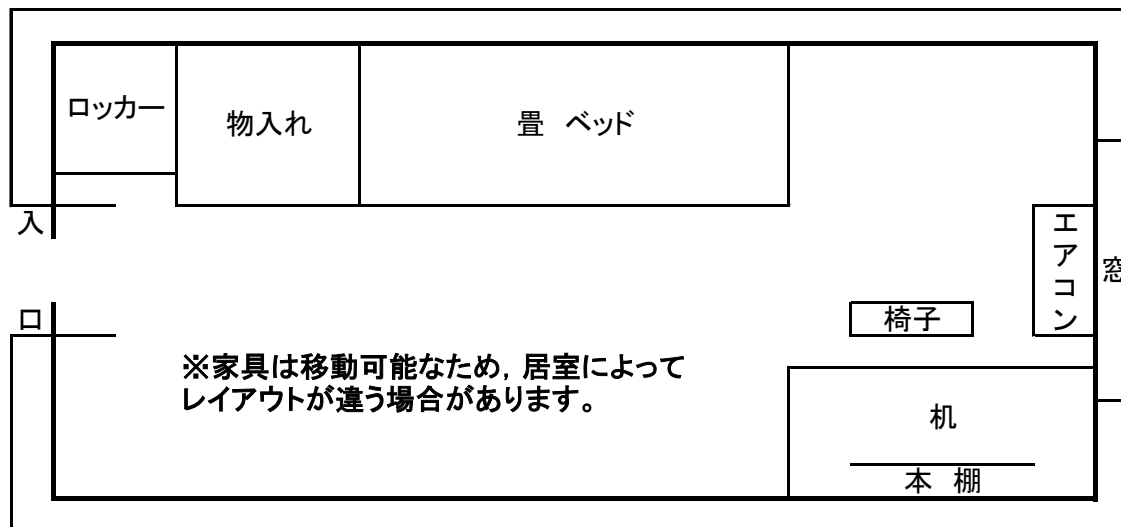 ロッカー
物入れ
畳 ベッド
入
口
エアコン
窓
椅子
※家具は移動可能なため，居室によって
レイアウトが違う場合があります。
机
本 棚